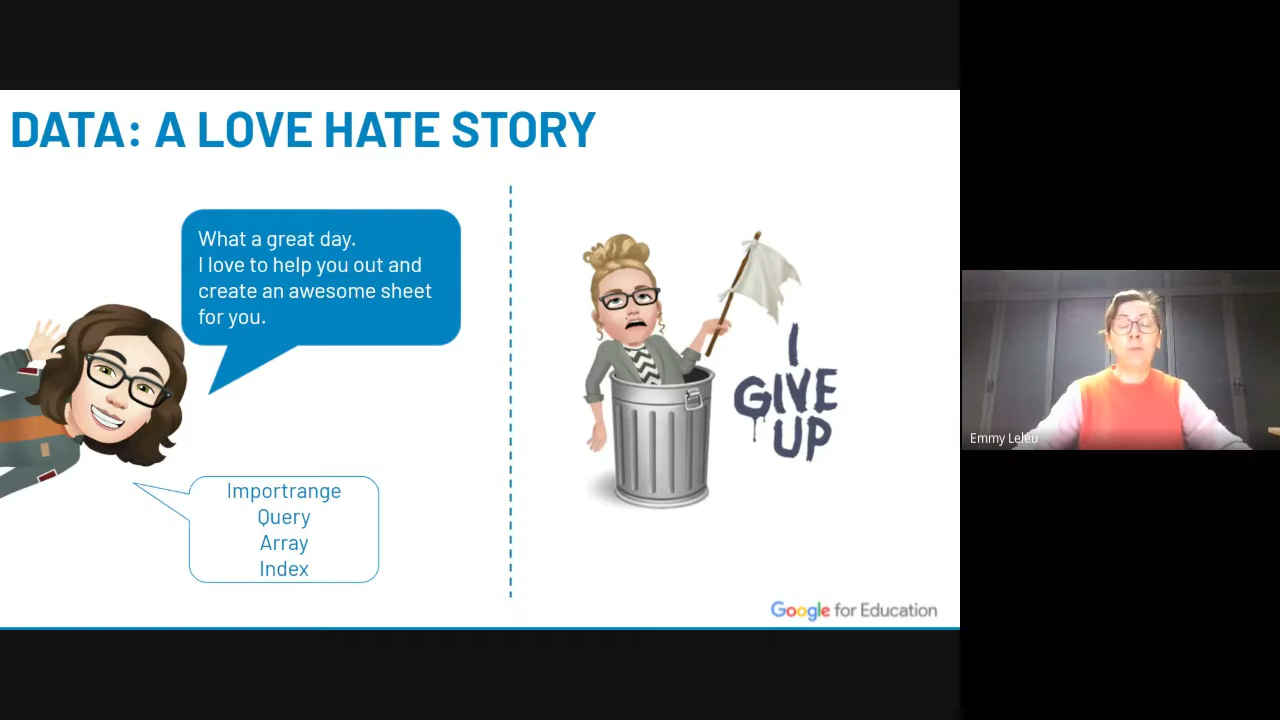 DATA: A LOVE HATE STORY
What a great day.
I love to help you out and
create an awesome sheet
for you.
Importrange
Query
Array
Index
I
GIVE
UP
Google for Education
Emmy Leleu